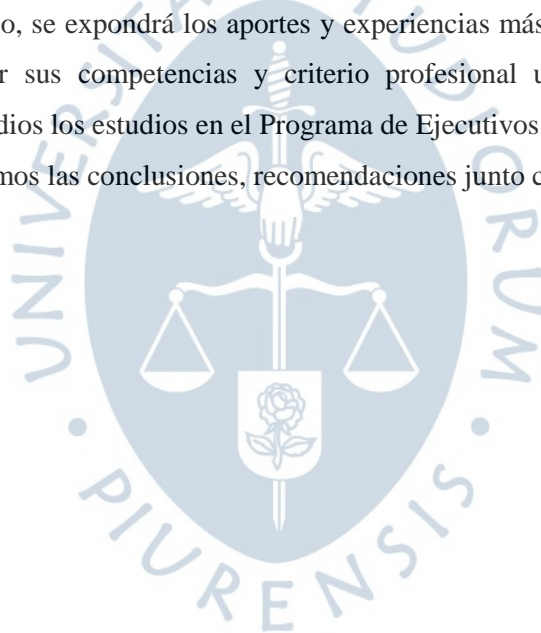 o, se expondrá los aportes y experiencias más
r sus competencias y criterio profesional u
dios los estudios en el Programa de Ejecutivos
mos las conclusiones, recomendaciones junto c
UNIVERSITAS STUDIORUM
PIURENSIS